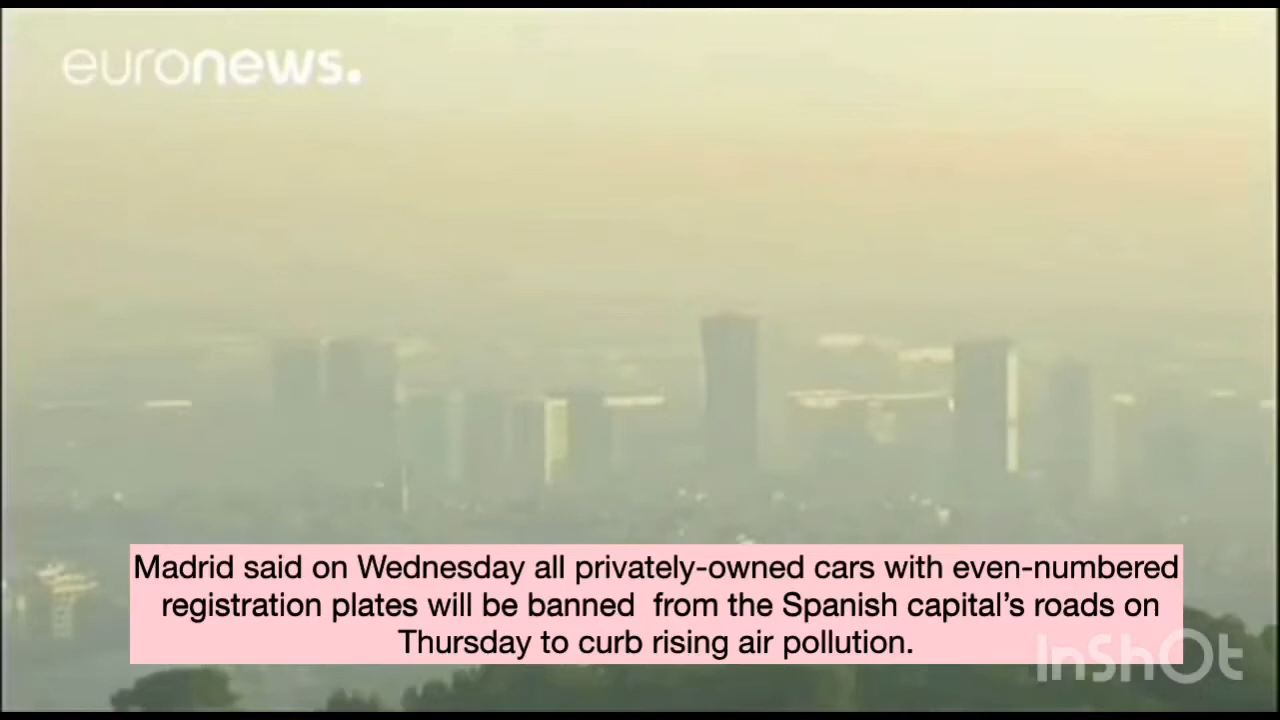 euronews.
Madrid said on Wednesday all privately-owned cars with even-numbered
registration plates will be banned  from the Spanish capital’s roads on
Thursday to curb rising air pollution.
InShOt